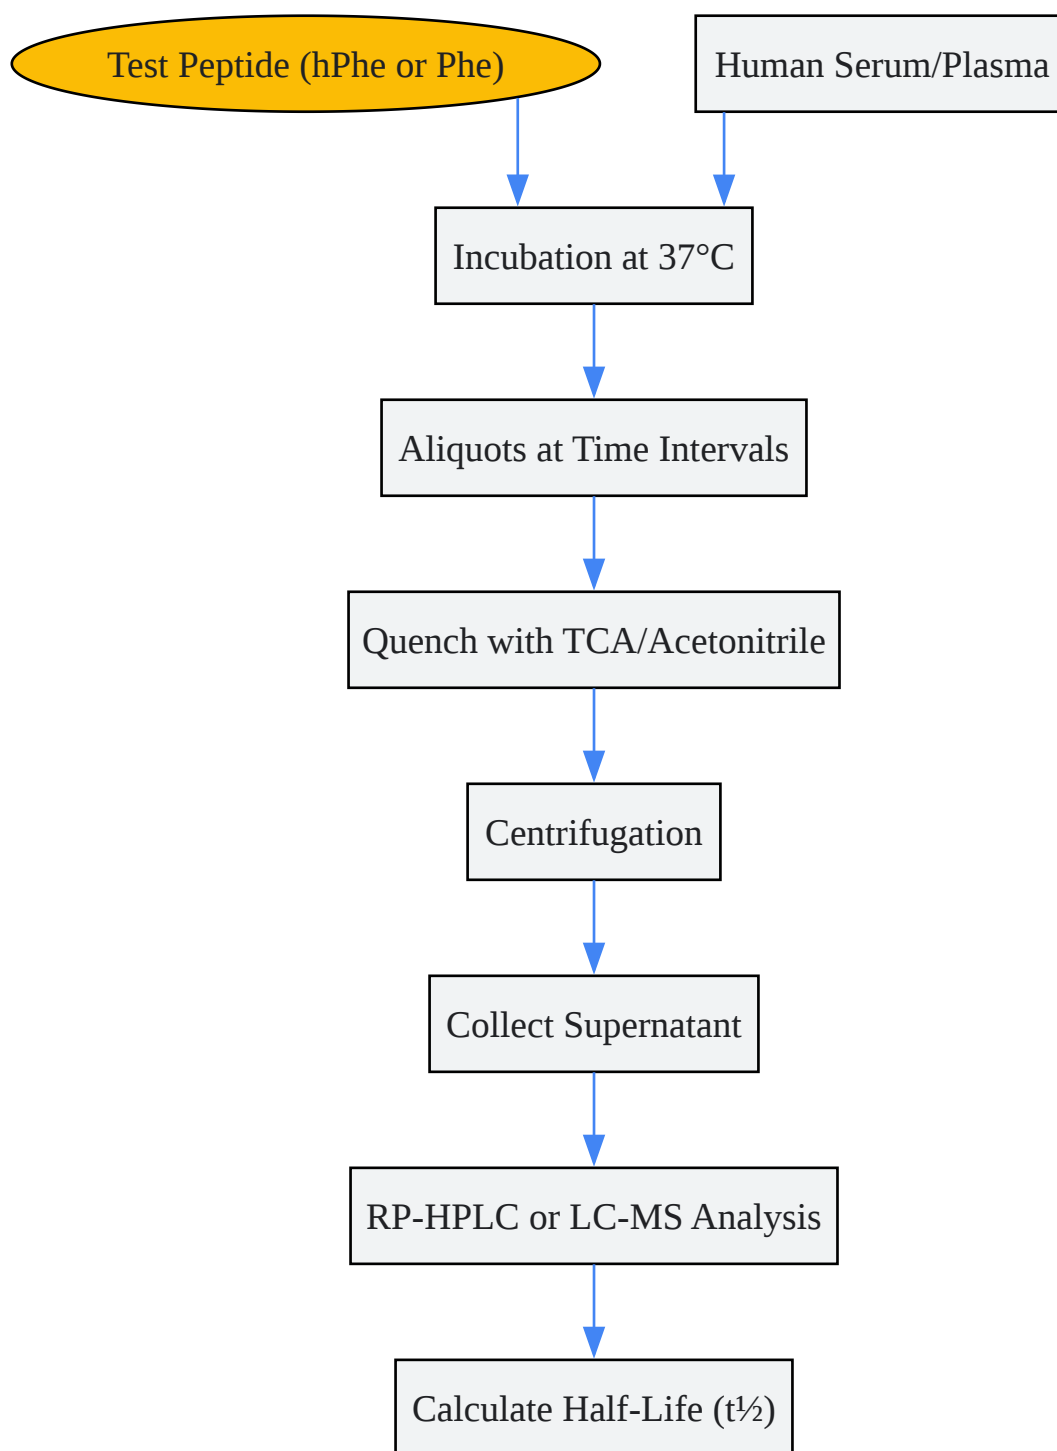 Test Peptide (hPhe or Phe)
Human Serum/Plasma
Incubation at 37°C
Aliquots at Time Intervals
Quench with TCA/Acetonitrile
Centrifugation
Collect Supernatant
RP-HPLC or LC-MS Analysis
Calculate Half-Life (t½)